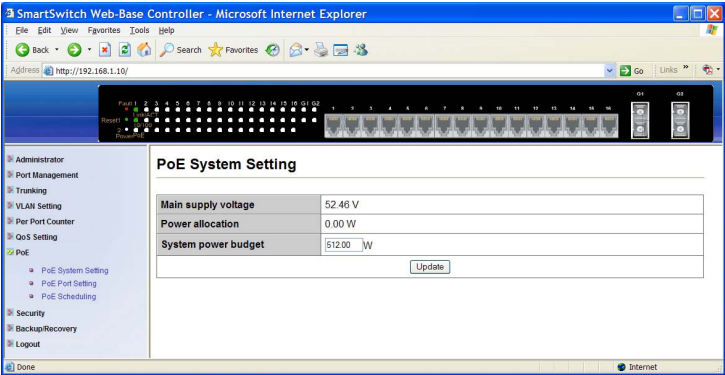 SmartSwitch Web-Base Controller - Microsoft Internet Explorer
File Edit View Favorites Tools Help
Back Search Favorites
Address http://192.168.1.10/ Go Links »
Fault 1 2 3 4 5 6 7 8 9 10 11 12 13 14 15 16 G1 G2
Link/ACT
Reset1
10/100
2
Power PoE
1 2 3 4 5 6 7 8 9 10 11 12 13 14 15 16
G1 G2
Administrator
Port Management
Trunking
VLAN Setting
Per Port Counter
QoS Setting
PoE
PoE System Setting
PoE Port Setting
PoE Scheduling
Security
Backup/Recovery
Logout
PoE System Setting
Main supply voltage 52.46 V
Power allocation 0.00 W
System power budget 512.00 W
Update
Done Internet